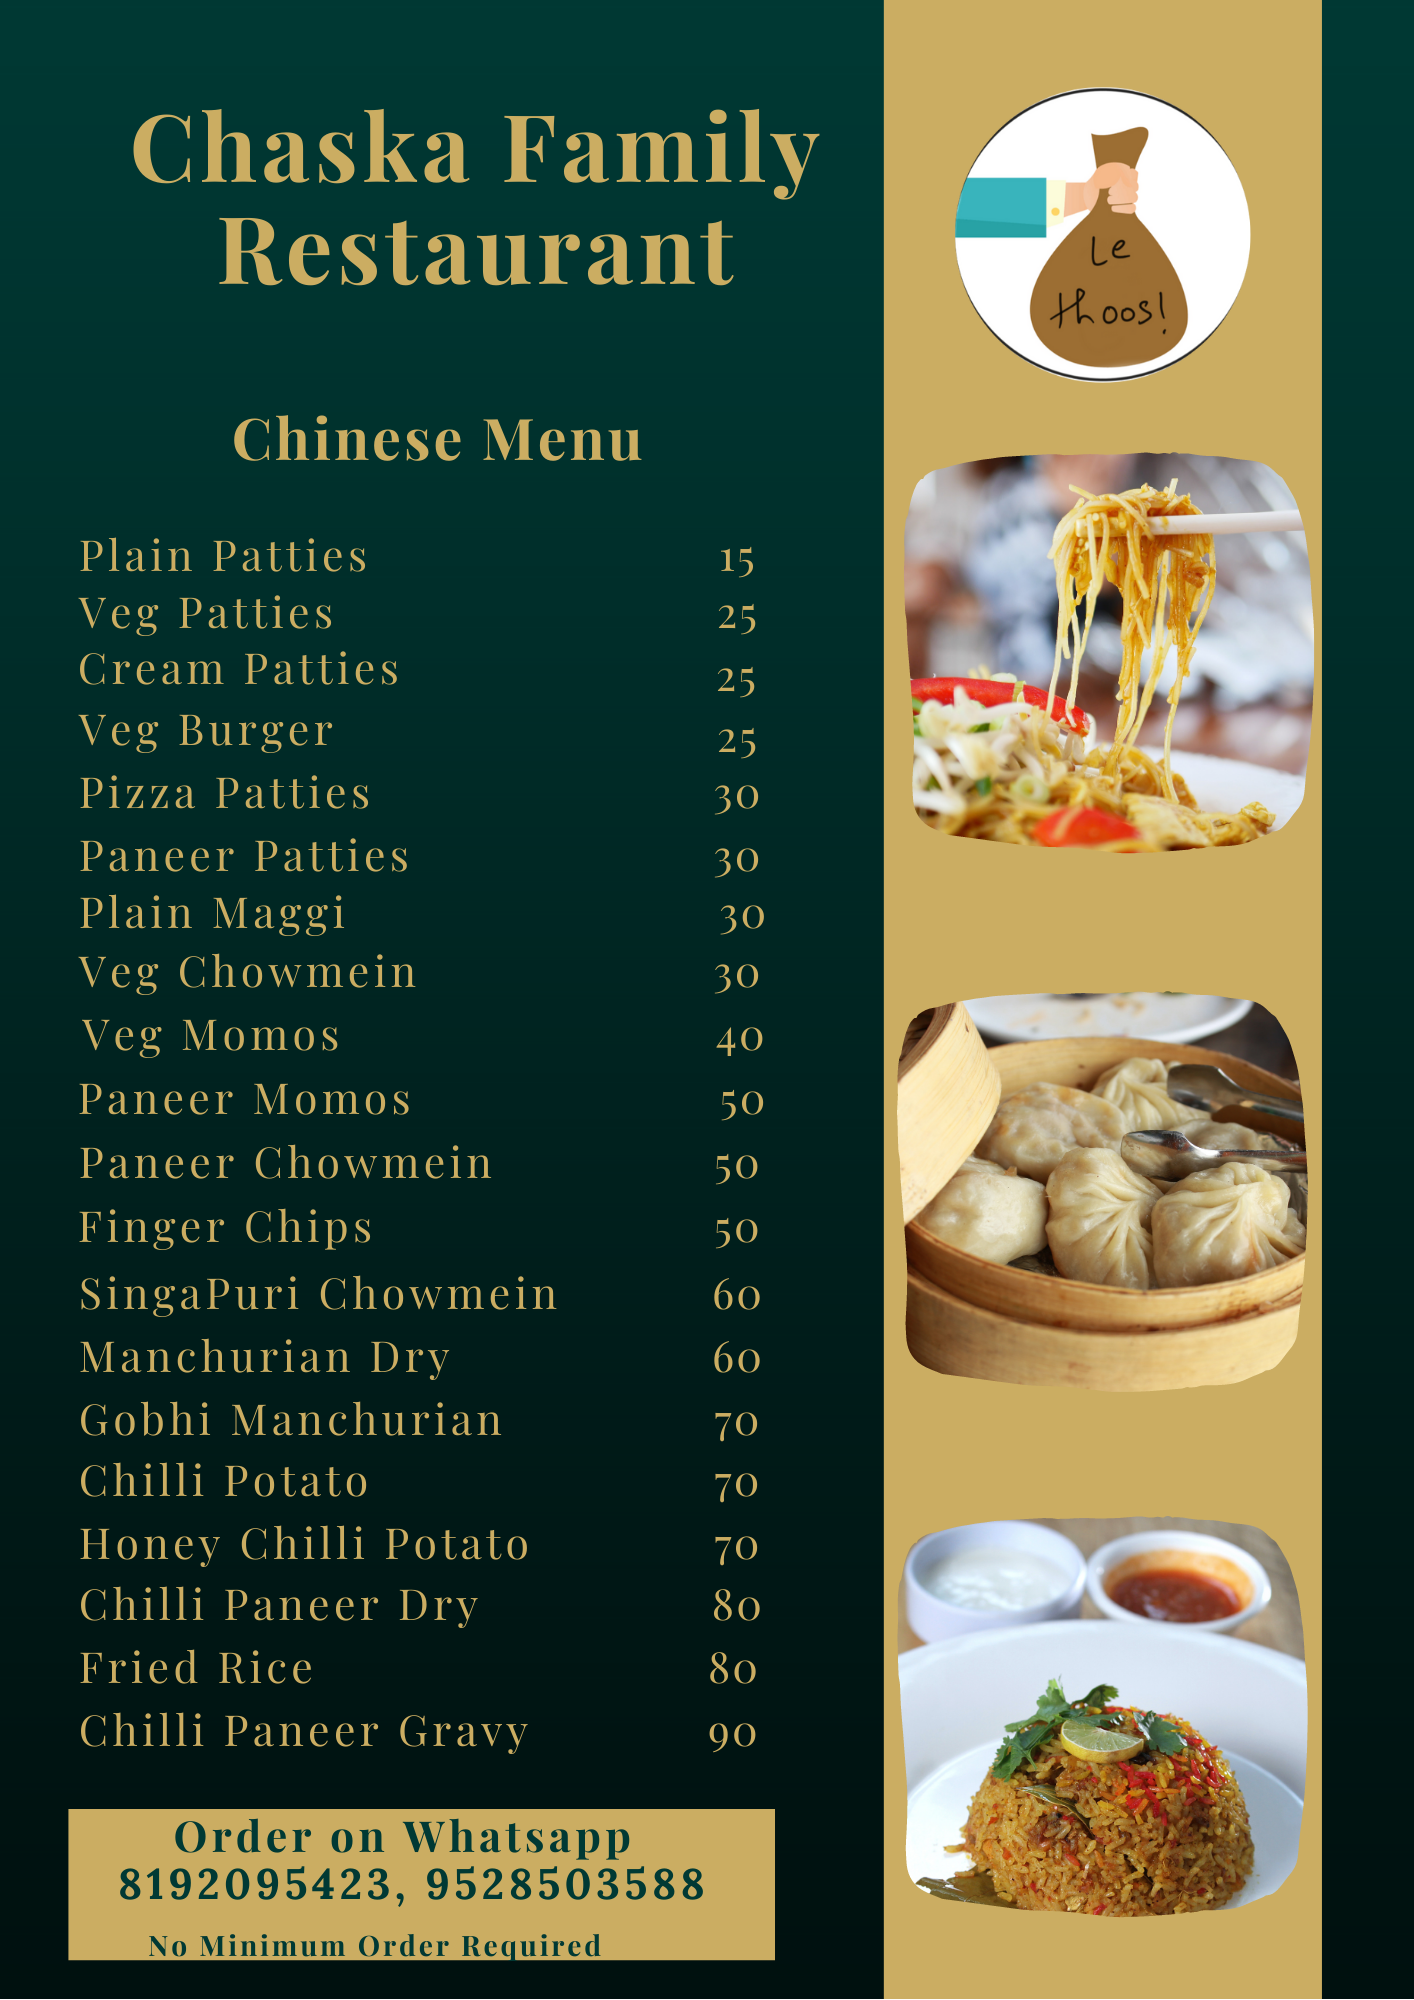 Chaska Family
Restaurant
Le
thoos!
Chinese Menu
Plain Patties 15
Veg Patties 25
Cream Patties 25
Veg Burger 25
Pizza Patties 30
Paneer Patties 30
Plain Maggi 30
Veg Chowmein 30
Veg Momos 40
Paneer Momos 50
Paneer Chowmein 50
Finger Chips 50
SingaPuri Chowmein 60
Manchurian Dry 60
Gobhi Manchurian 70
Chilli Potato 70
Honey Chilli Potato 70
Chilli Paneer Dry 80
Fried Rice 80
Chilli Paneer Gravy 90
Order on Whatsapp
8192095423, 9528503588
No Minimum Order Required